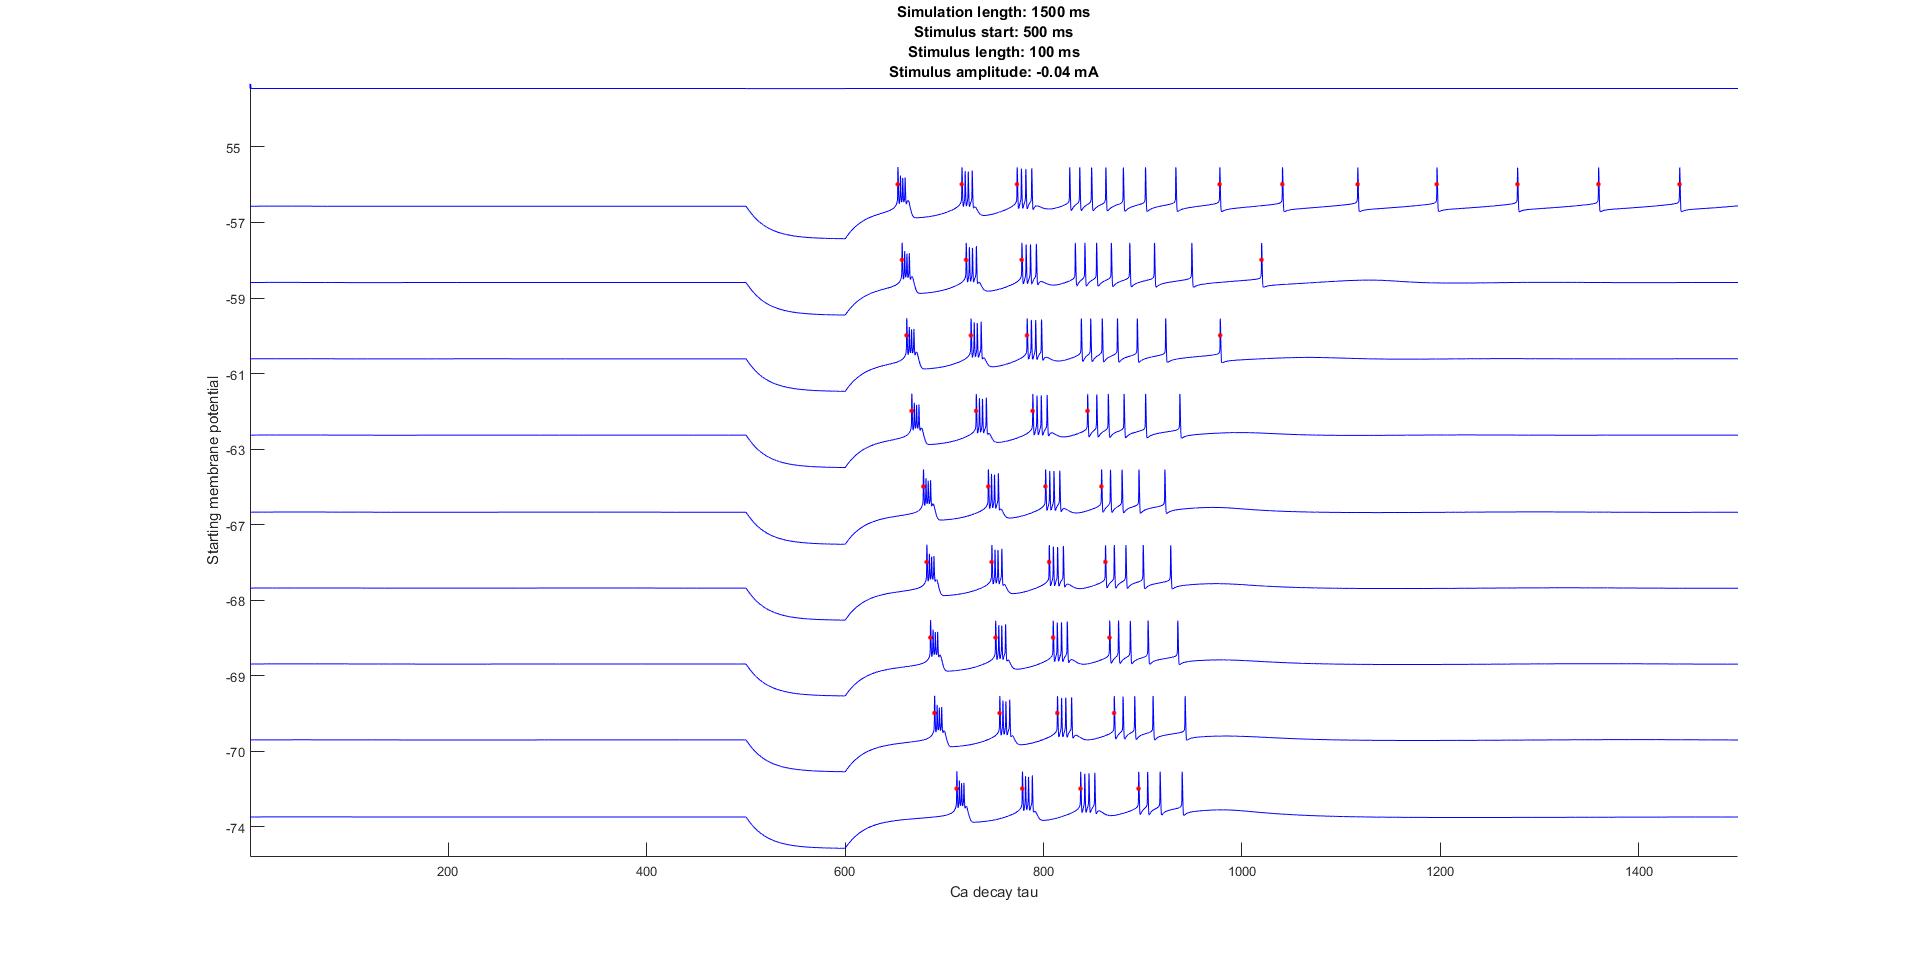 Simulation length: 1500 ms
Stimulus start: 500 ms
Stimulus length: 100 ms
Stimulus amplitude: -0.04 mA
Starting membrane potential
55
-57
-59
-61
-63
-67
-68
-69
-70
-74
200 400 600 800 1000 1200 1400
Ca decay tau